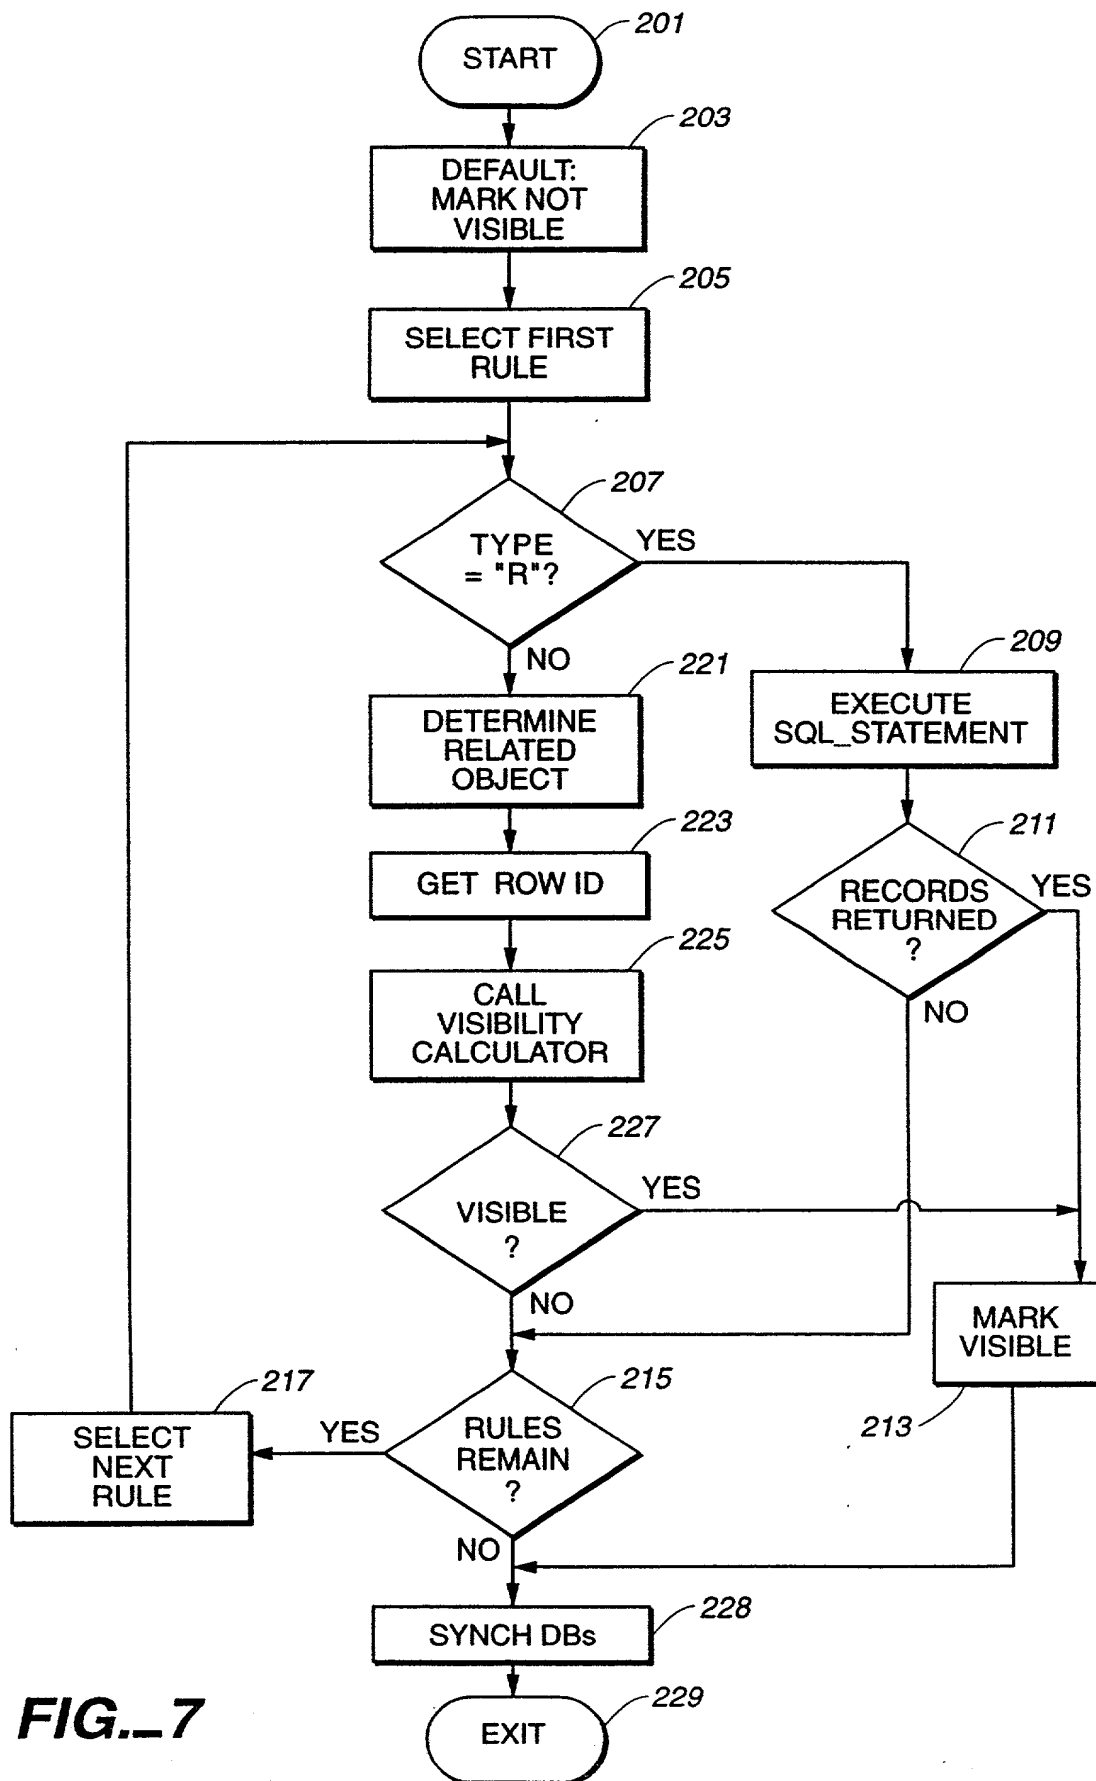 201
START
203
DEFAULT:
MARK NOT
VISIBLE
205
SELECT FIRST
RULE
207
TYPE
= "R"?
YES
NO
209
EXECUTE
SQL_STATEMENT
221
DETERMINE
RELATED
OBJECT
211
RECORDS
RETURNED
?
YES
NO
223
GET ROW ID
225
CALL
VISIBILITY
CALCULATOR
227
VISIBLE
?
YES
NO
MARK
VISIBLE
213
215
RULES
REMAIN
?
YES
NO
217
SELECT
NEXT
RULE
228
SYNCH DBs
229
EXIT
FIG._7